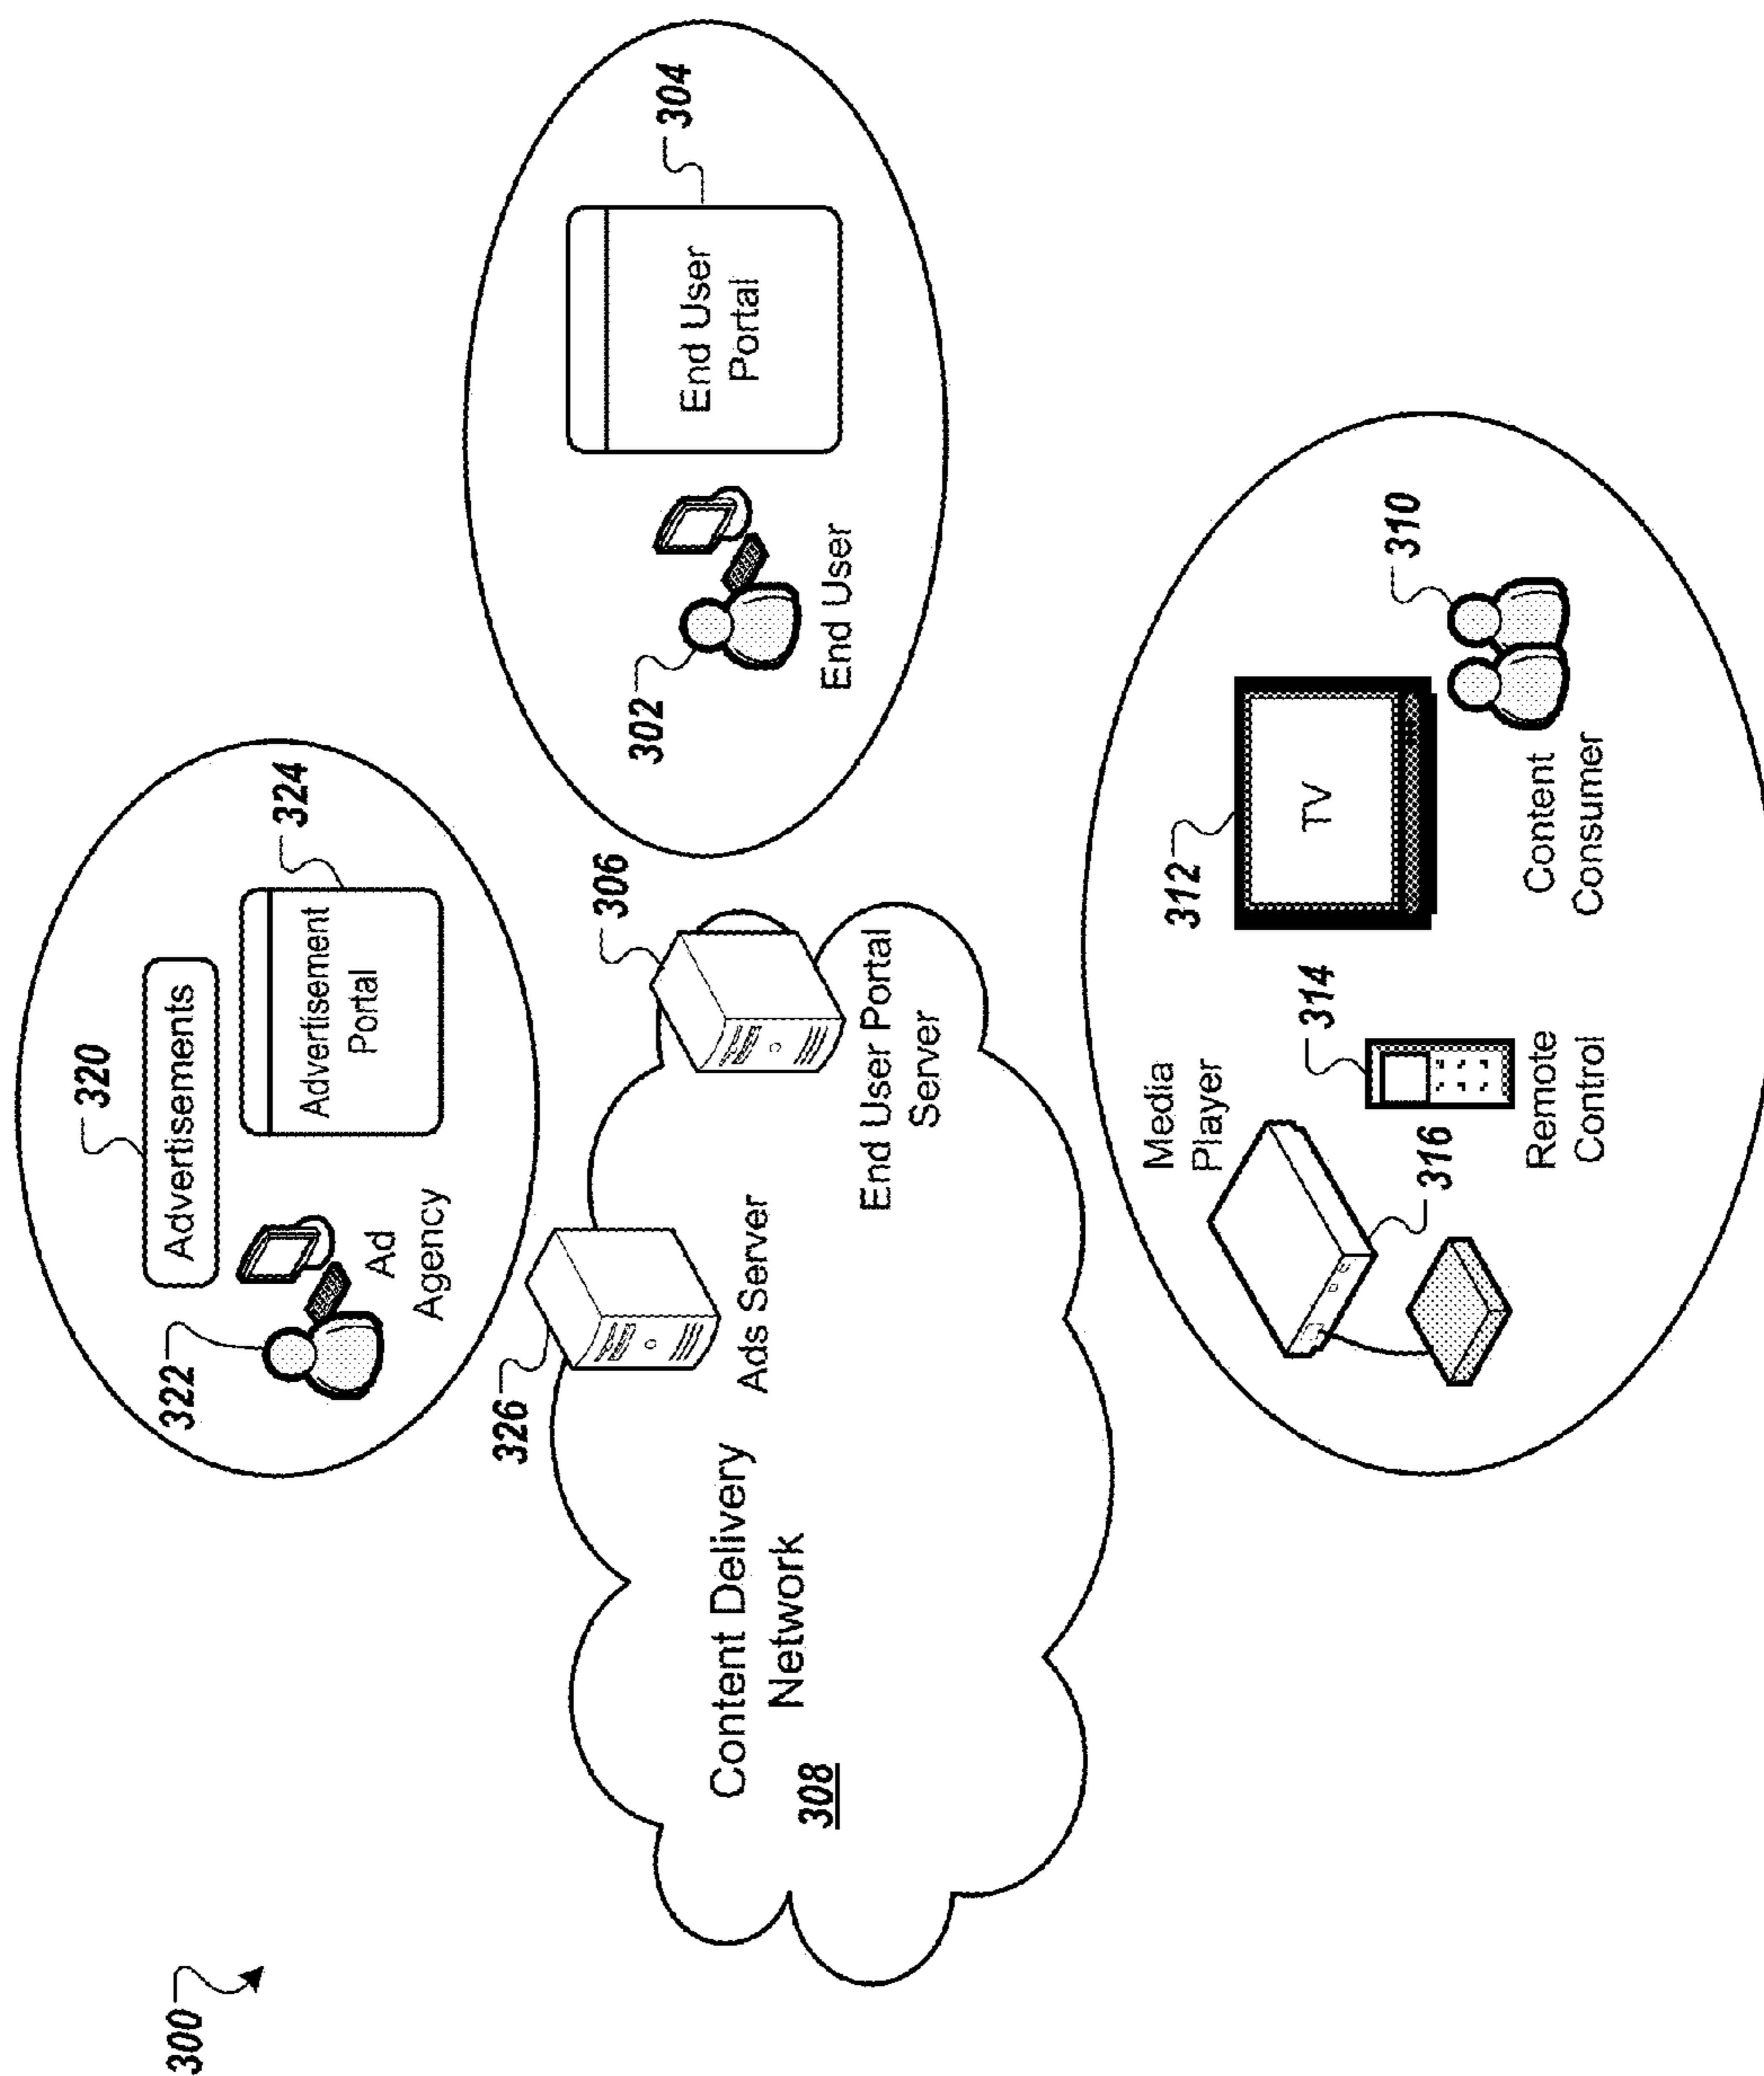 300
320
Advertisements
322
Ad
Agency
Advertisement
Portal
324
326
Ads Server
306
End User Portal
Server
Content Delivery
Network
308
302
End User
End User
Portal
304
Media
Player
316
314
Remote
Control
312
TV
310
Content
Consumer